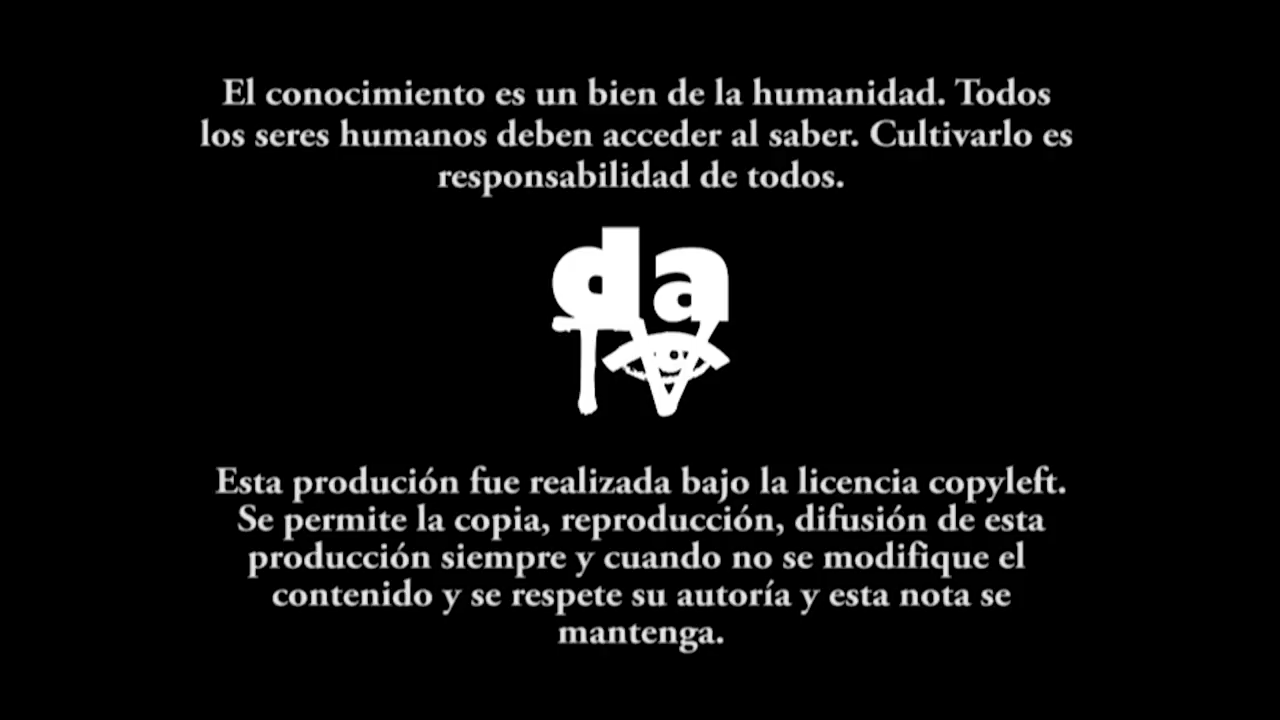 El conocimiento es un bien de la humanidad. Todos
los seres humanos deben acceder al saber. Cultivarlo es
responsabilidad de todos.
da
TV
Esta produción fue realizada bajo la licencia copyleft.
Se permite la copia, reproducción, difusión de esta
producción siempre y cuando no se modifique el
contenido y se respete su autoría y esta nota se
mantenga.